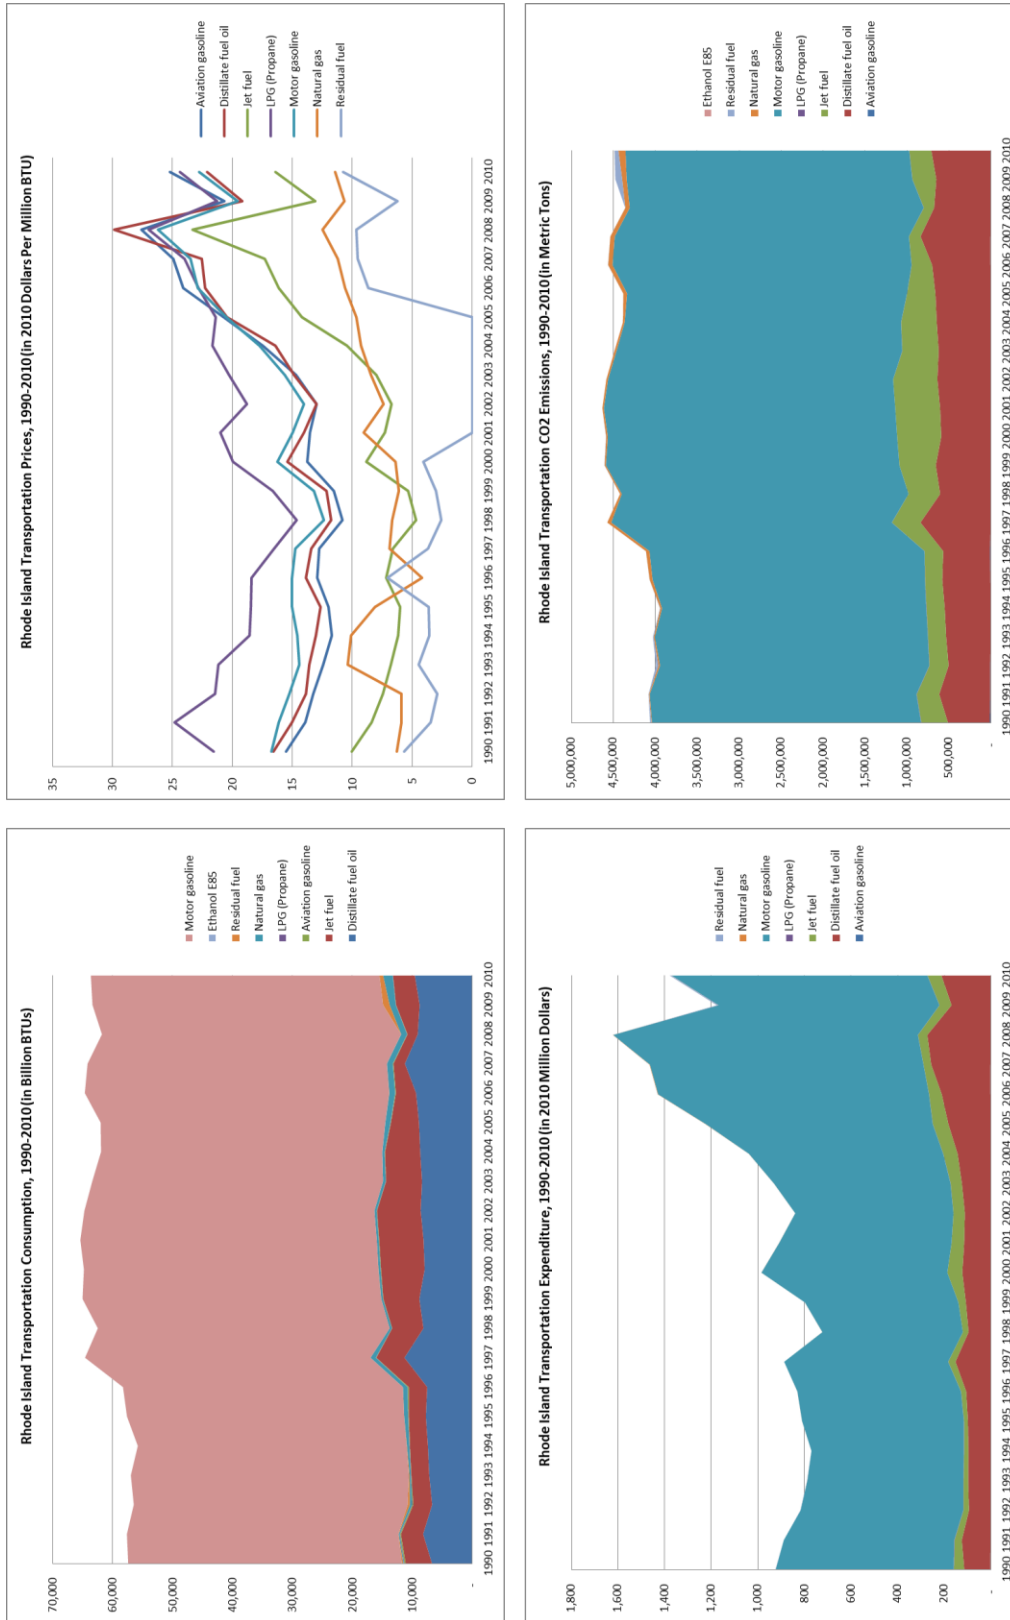 Rhode Island Transportation Consumption, 1990-2010 (in Billion BTUs)
70,000
60,000
50,000
40,000
30,000
20,000
10,000
-
1990 1991 1992 1993 1994 1995 1996 1997 1998 1999 2000 2001 2002 2003 2004 2005 2006 2007 2008 2009 2010
Motor gasoline
Ethanol E85
Residual fuel
Natural gas
LPG (Propane)
Aviation gasoline
Jet fuel
Distillate fuel oil
Rhode Island Transportation Prices, 1990-2010 (in 2010 Dollars Per Million BTU)
35
30
25
20
15
10
5
0
1990 1991 1992 1993 1994 1995 1996 1997 1998 1999 2000 2001 2002 2003 2004 2005 2006 2007 2008 2009 2010
Aviation gasoline
Distillate fuel oil
Jet fuel
LPG (Propane)
Motor gasoline
Natural gas
Residual fuel
Rhode Island Transportation Expenditure, 1990-2010 (in 2010 Million Dollars)
1,800
1,600
1,400
1,200
1,000
800
600
400
200
-
1990 1991 1992 1993 1994 1995 1996 1997 1998 1999 2000 2001 2002 2003 2004 2005 2006 2007 2008 2009 2010
Residual fuel
Natural gas
Motor gasoline
LPG (Propane)
Jet fuel
Distillate fuel oil
Aviation gasoline
Rhode Island Transportation CO2 Emissions, 1990-2010 (in Metric Tons)
5,000,000
4,500,000
4,000,000
3,500,000
3,000,000
2,500,000
2,000,000
1,500,000
1,000,000
500,000
-
1990 1991 1992 1993 1994 1995 1996 1997 1998 1999 2000 2001 2002 2003 2004 2005 2006 2007 2008 2009 2010
Ethanol E85
Residual fuel
Natural gas
Motor gasoline
LPG (Propane)
Jet fuel
Distillate fuel oil
Aviation gasoline